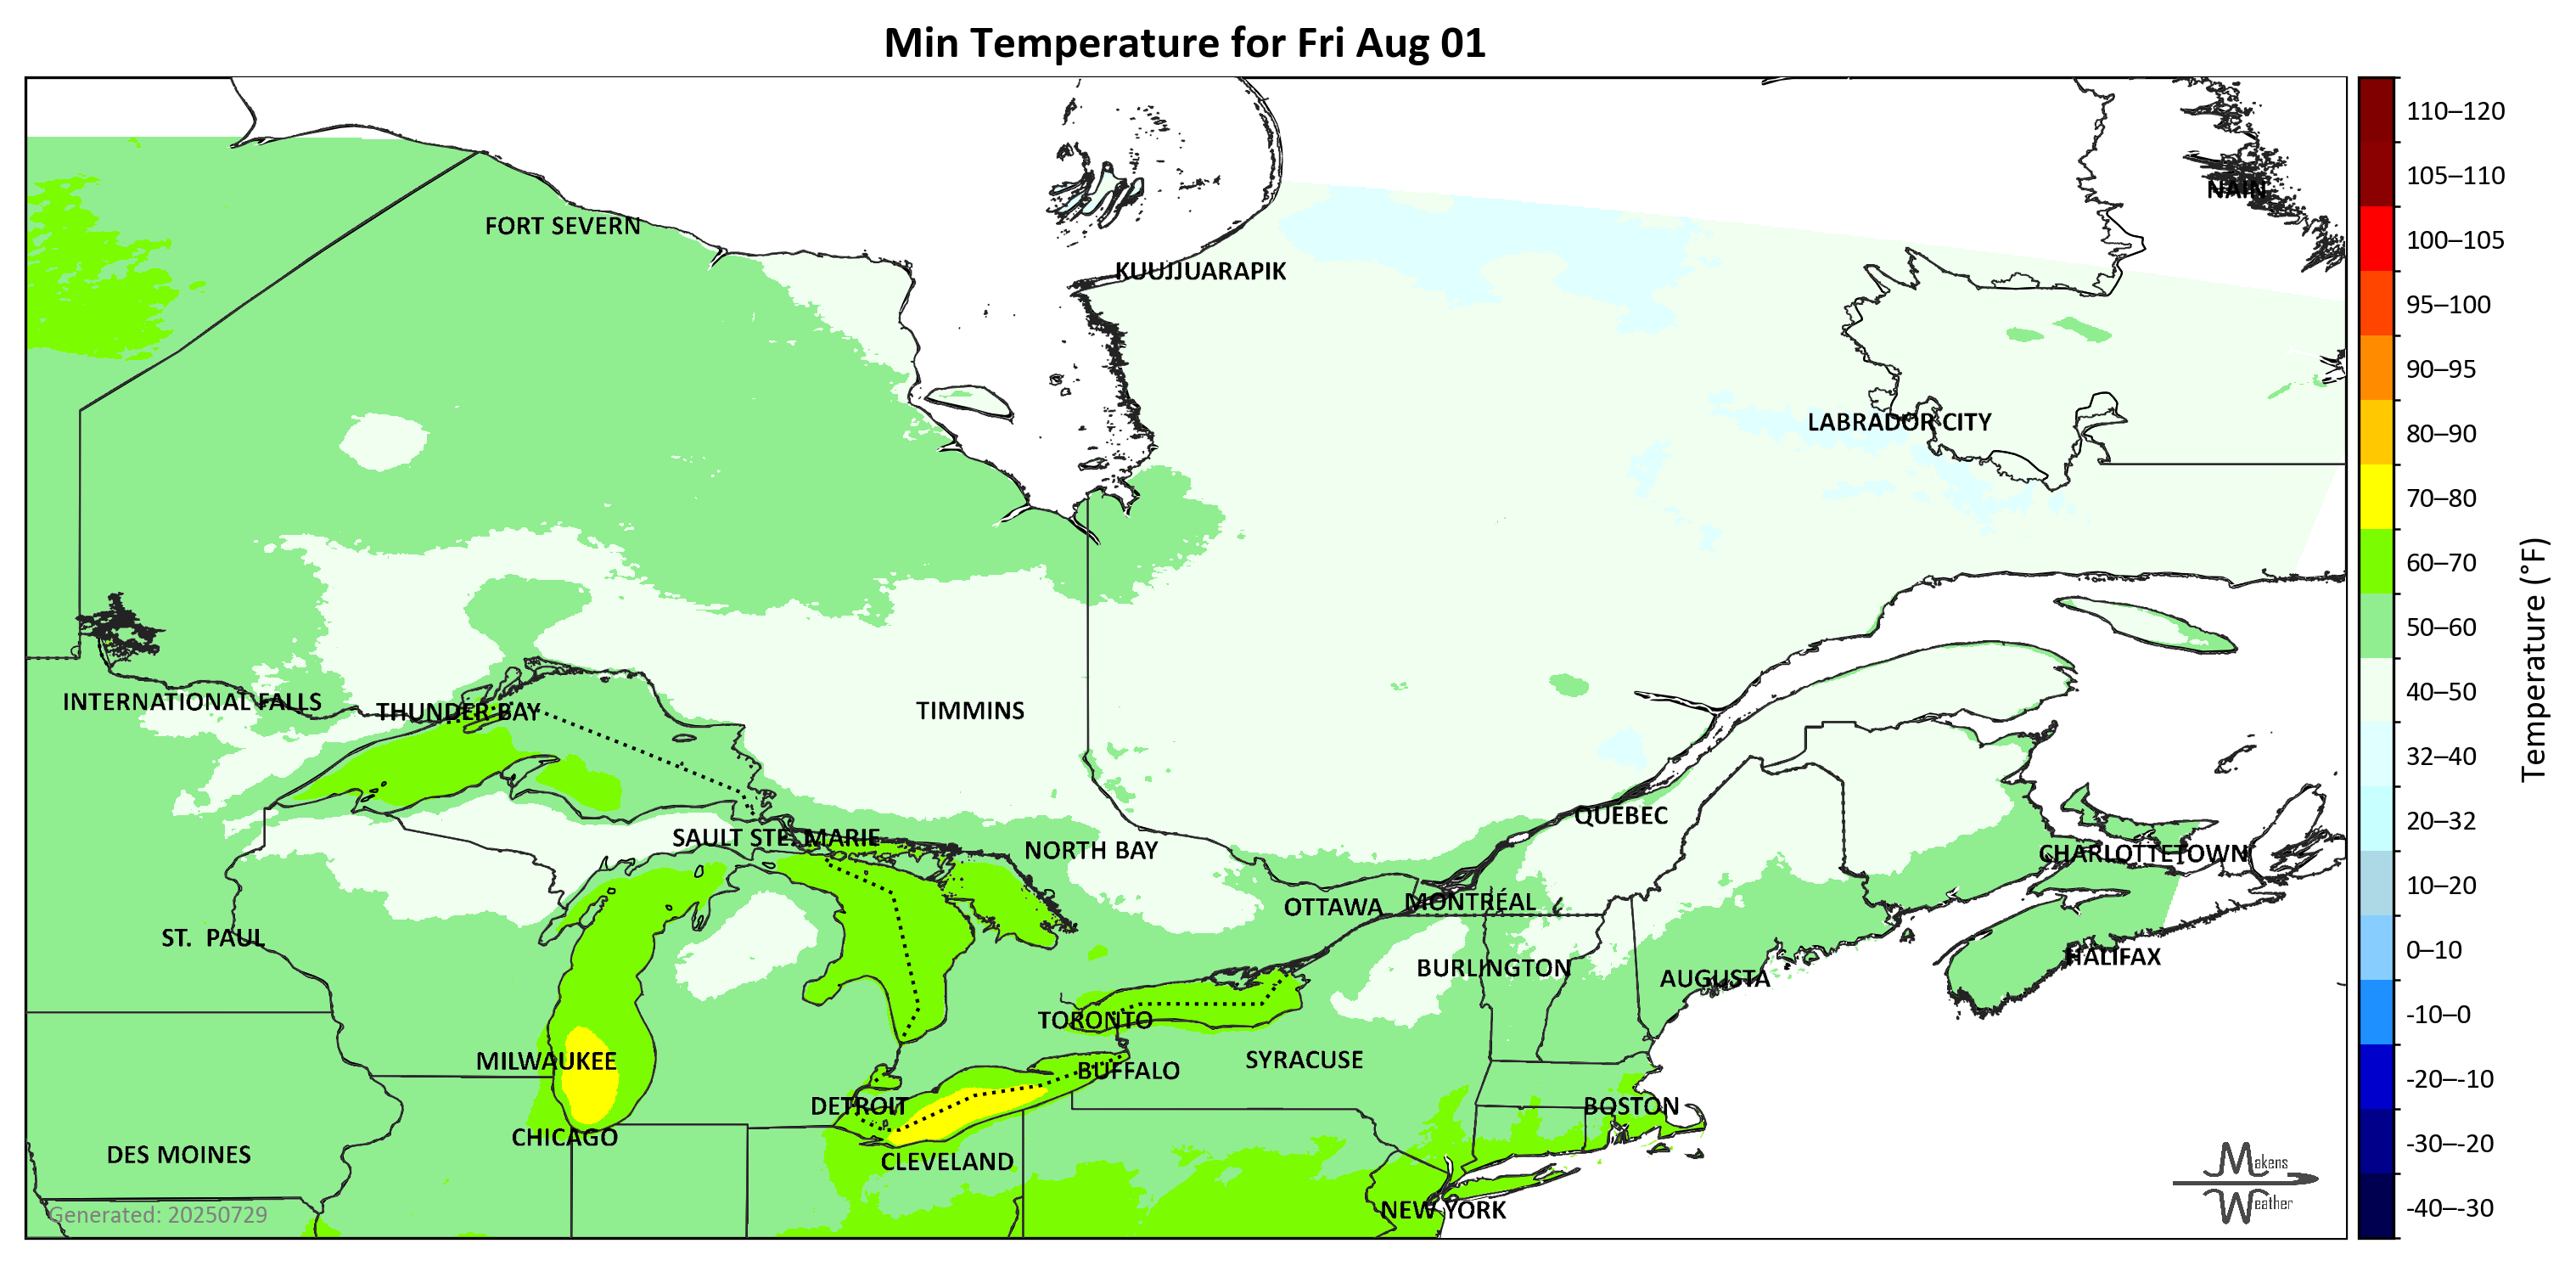 Min Temperature for Fri Aug 01
110–120
105–110
NAIN
FORT SEVERN
100–105
KUUJJUARAPIK
95–100
90–95
LABRADOR CITY
80–90
70–80
60–70
50–60
Temperature (°F)
40–50
INTERNATIONAL FALLS
THUNDER BAY
TIMMINS
32–40
QUEBEC
20–32
SAULT STE. MARIE
NORTH BAY
CHARLOTTETOWN
10–20
OTTAWA
MONTRÉAL
ST. PAUL
0–10
HALIFAX
BURLINGTON
AUGUSTA
-10–0
TORONTO
MILWAUKEE
SYRACUSE
BUFFALO
-20–-10
DETROIT
BOSTON
CHICAGO
-30–-20
DES MOINES
CLEVELAND
Makens
Weather
NEW YORK
-40–-30
Generated: 20250729